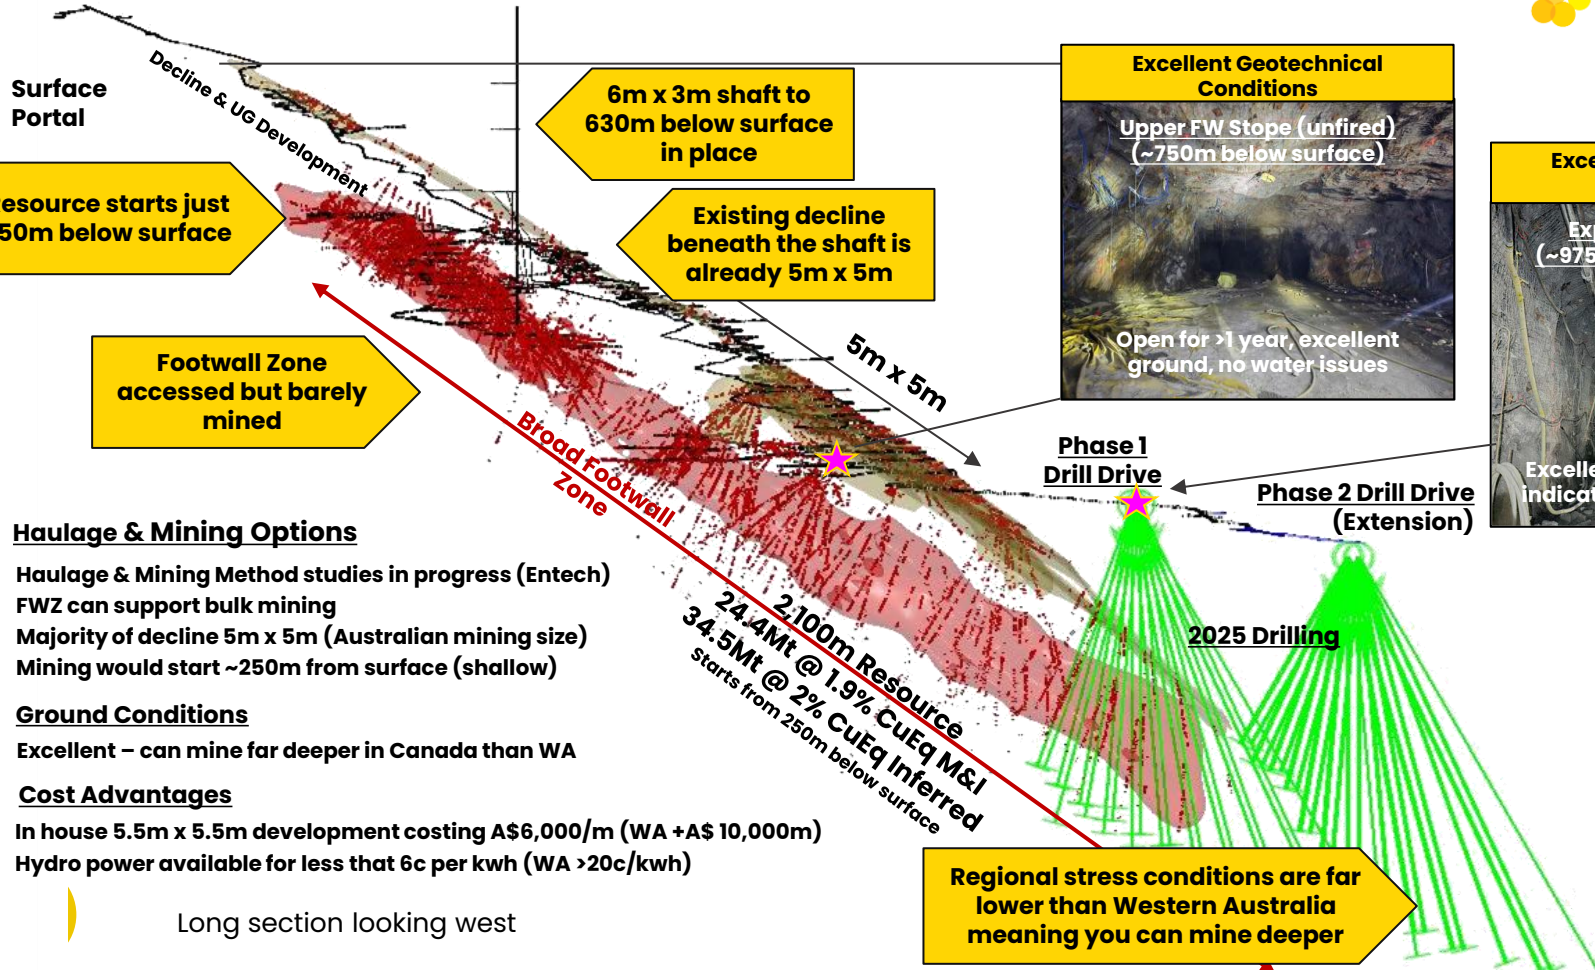 Surface
Portal
Decline & UG Development
6m x 3m shaft to
630m below surface
in place
Excellent Geotechnical
Conditions
Upper FW Stope (unfired)
(~750m below surface)
Open for >1 year, excellent
ground, no water issues
starts just
below surface
Existing decline
beneath the shaft is
already 5m x 5m
Footwall Zone
accessed but barely
mined
5m x 5m
Broad Footwall
Zone
Phase 1
Drill Drive
Phase 2 Drill Drive
(Extension)
2025 Drilling
2,100m Resource
24.4Mt @ 1.9% CuEq M&I
34.5Mt @ 2% CuEq Inferred
Starts from 250m below surface
Haulage & Mining Options
Haulage & Mining Method studies in progress (Entech)
FWZ can support bulk mining
Majority of decline 5m x 5m (Australian mining size)
Mining would start ~250m from surface (shallow)
Ground Conditions
Excellent – can mine far deeper in Canada than WA
Cost Advantages
In house 5.5m x 5.5m development costing A$6,000/m (WA +A$ 10,000m)
Hydro power available for less that 6c per kwh (WA >20c/kwh)
Regional stress conditions are far
lower than Western Australia
meaning you can mine deeper
Long section looking west